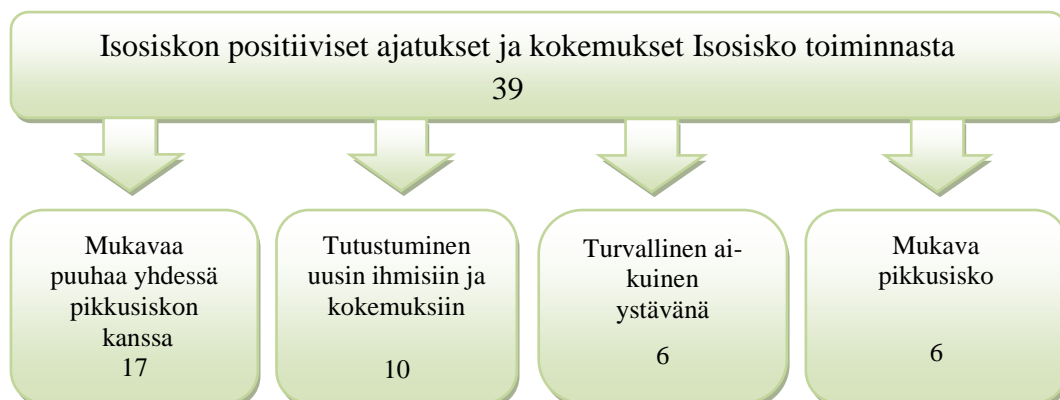 Isosiskon positiiviset ajatukset ja kokemukset Isosisko toiminnasta
39
Mukavaa
puuhaa yhdessä
pikkusiskon
kanssa
17
Tutustuminen
uusin ihmisiin ja
kokemuksiin
10
Turvallinen ai-
kuinen
ystävänä
6
Mukava
pikkusisko
6